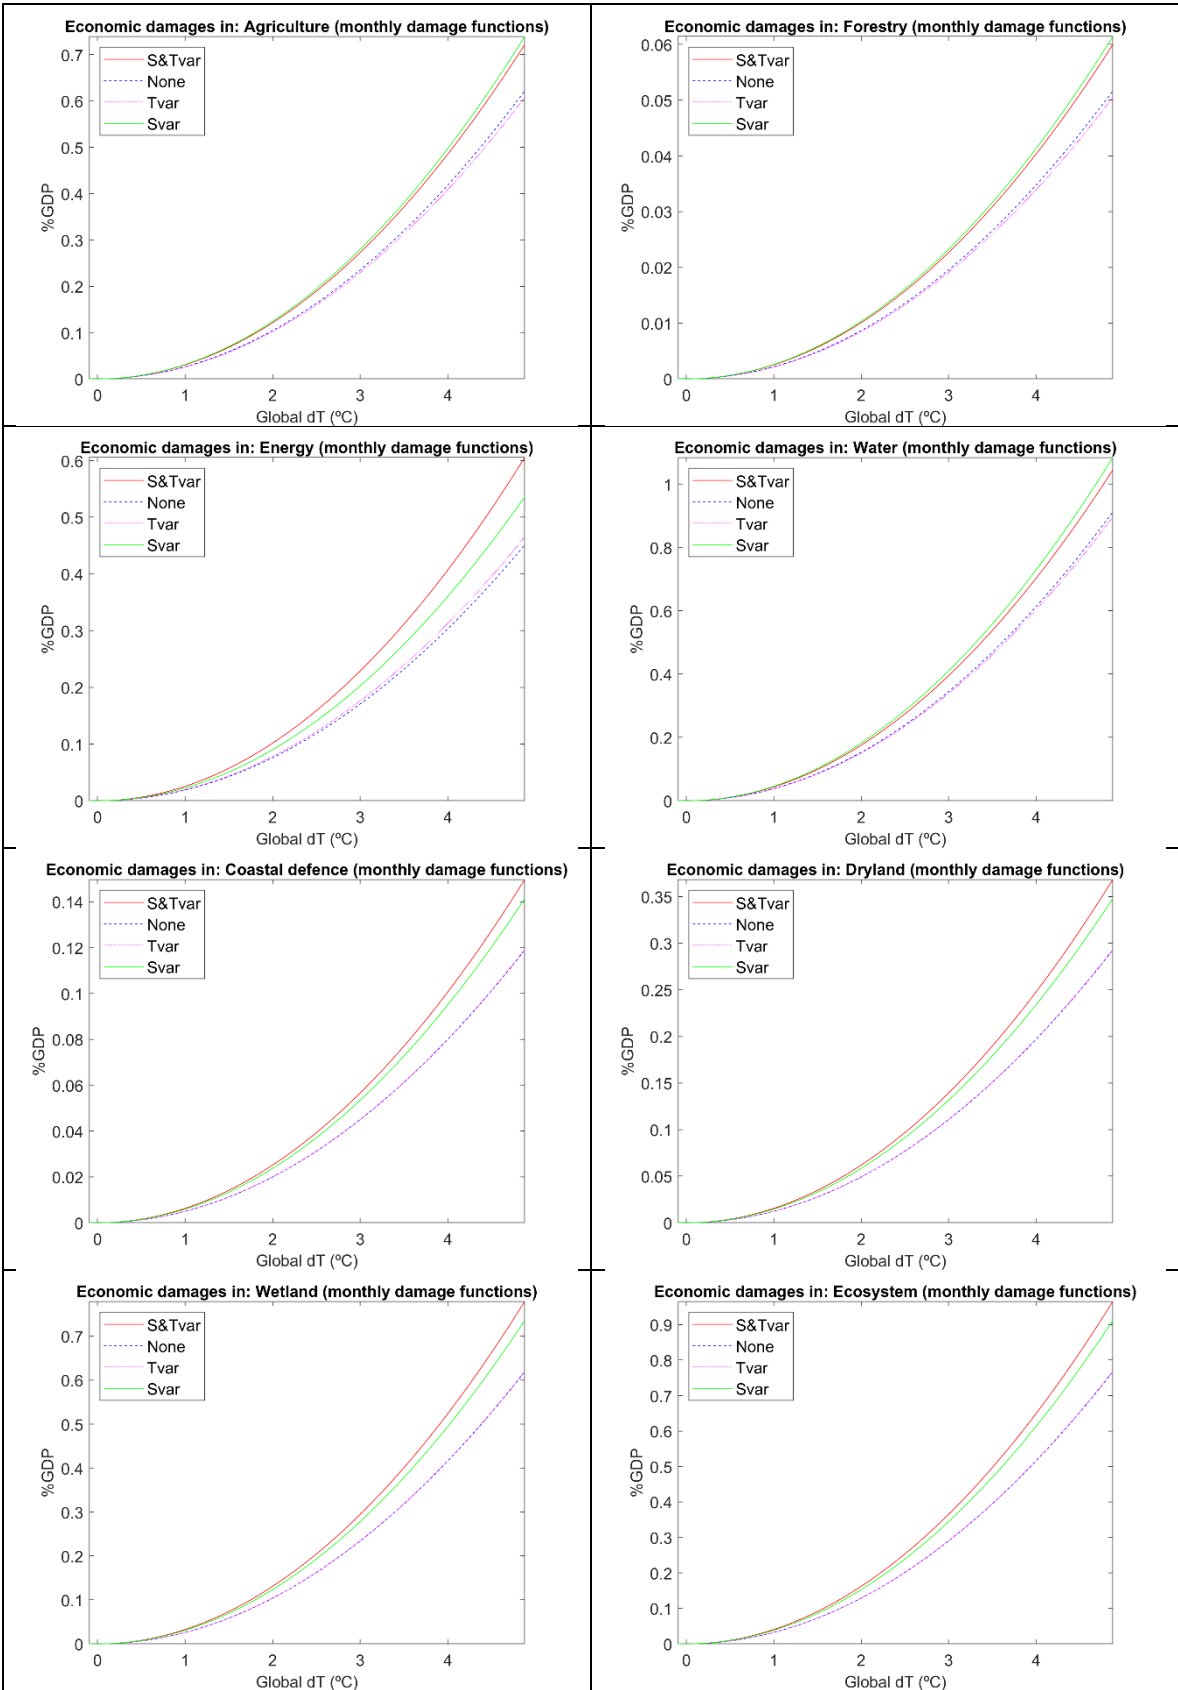 Economic damages in: Agriculture (monthly damage functions)
0.7
0.6
0.5
0.4
0.3
0.2
0.1
0
%GDP
S&Tvar
None
Tvar
Svar
0 1 2 3 4
Global dT (ºC)
Economic damages in: Forestry (monthly damage functions)
0.06
0.05
0.04
0.03
0.02
0.01
0
%GDP
S&Tvar
None
Tvar
Svar
0 1 2 3 4
Global dT (ºC)
Economic damages in: Energy (monthly damage functions)
0.6
0.5
0.4
0.3
0.2
0.1
0
%GDP
S&Tvar
None
Tvar
Svar
0 1 2 3 4
Global dT (ºC)
Economic damages in: Water (monthly damage functions)
1
0.8
0.6
0.4
0.2
0
%GDP
S&Tvar
None
Tvar
Svar
0 1 2 3 4
Global dT (ºC)
Economic damages in: Coastal defence (monthly damage functions)
0.14
0.12
0.1
0.08
0.06
0.04
0.02
0
%GDP
S&Tvar
None
Tvar
Svar
0 1 2 3 4
Global dT (ºC)
Economic damages in: Dryland (monthly damage functions)
0.35
0.3
0.25
0.2
0.15
0.1
0.05
0
%GDP
S&Tvar
None
Tvar
Svar
0 1 2 3 4
Global dT (ºC)
Economic damages in: Wetland (monthly damage functions)
0.7
0.6
0.5
0.4
0.3
0.2
0.1
0
%GDP
S&Tvar
None
Tvar
Svar
0 1 2 3 4
Global dT (ºC)
Economic damages in: Ecosystem (monthly damage functions)
0.9
0.8
0.7
0.6
0.5
0.4
0.3
0.2
0.1
0
%GDP
S&Tvar
None
Tvar
Svar
0 1 2 3 4
Global dT (ºC)